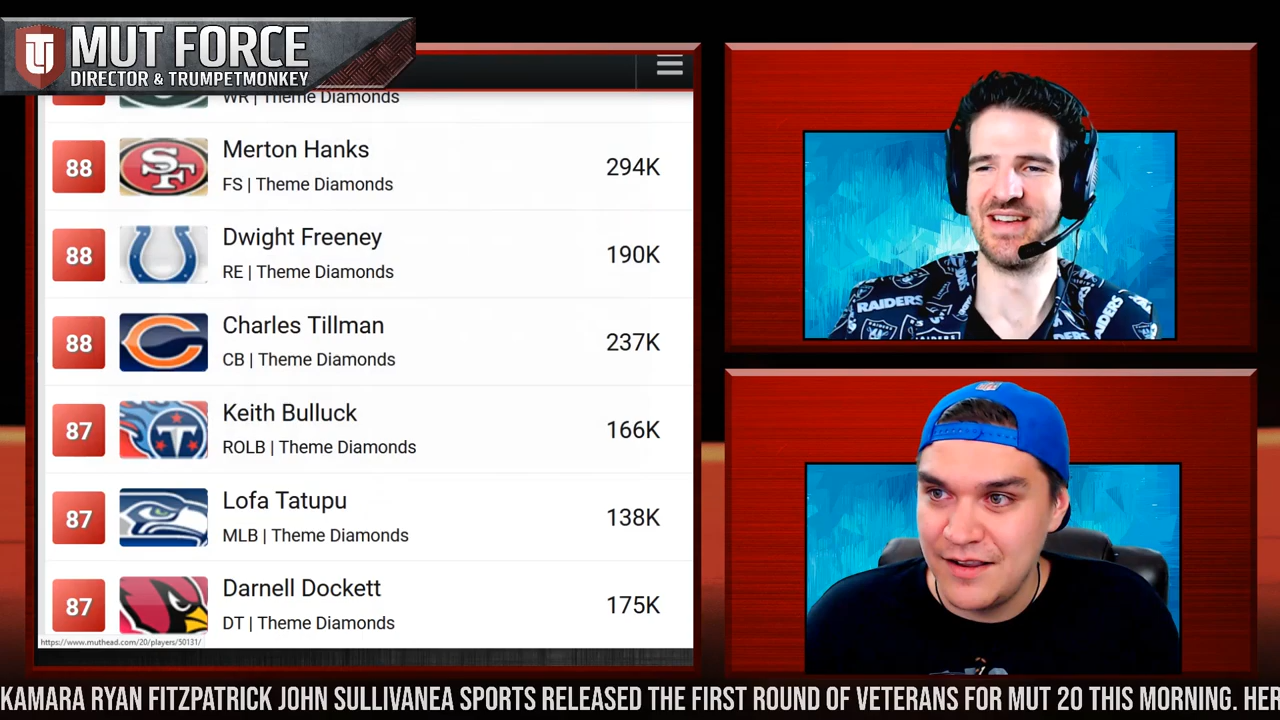 MUT FORCE
DIRECTOR & TRUMPETMONKEY
WR | Theme Diamonds
88 Merton Hanks 294K
FS | Theme Diamonds
88 Dwight Freeney 190K
RE | Theme Diamonds
88 Charles Tillman 237K
CB | Theme Diamonds
87 Keith Bulluck 166K
ROLB | Theme Diamonds
87 Lofa Tatupu 138K
MLB | Theme Diamonds
87 Darnell Dockett 175K
DT | Theme Diamonds
https://www.muthead.com/20/players/50131/
RAIDERS
RAIDERS
KAMARA RYAN FITZPATRICK JOHN SULLIVANEA SPORTS RELEASED THE FIRST ROUND OF VETERANS FOR MUT 20 THIS MORNING. HER